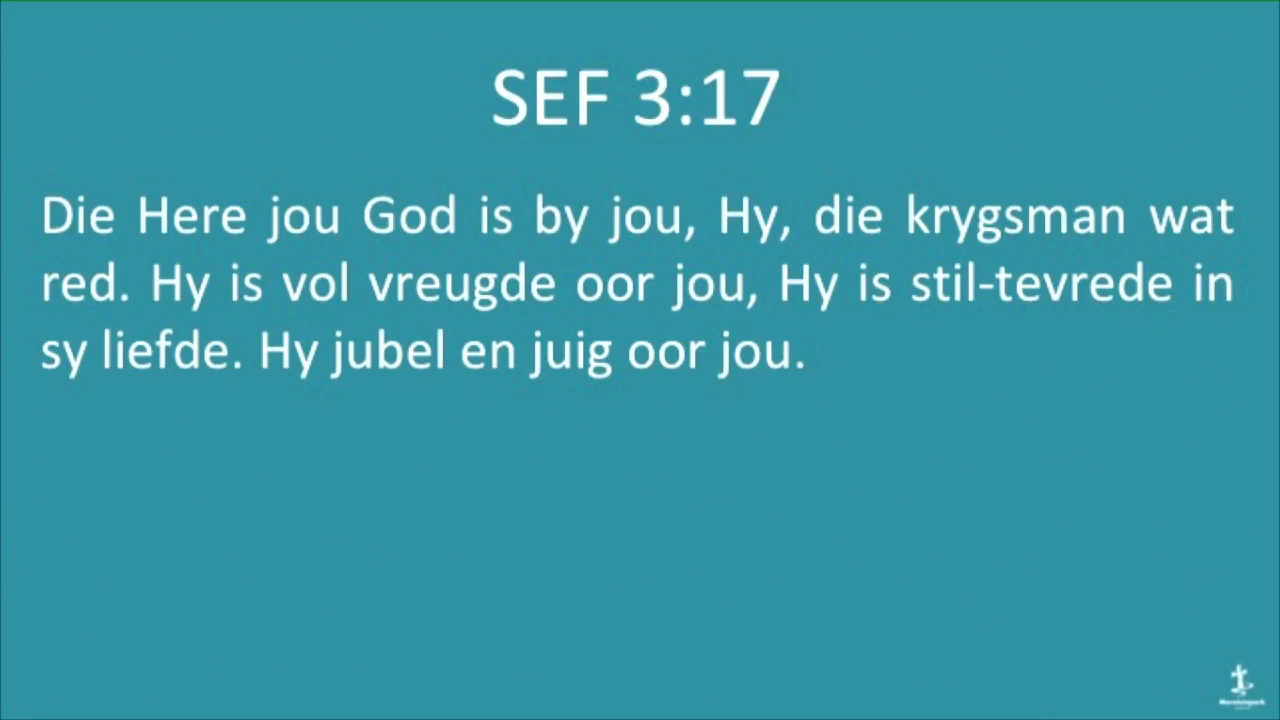 SEF 3:17
Die Here jou God is by jou, Hy, die krygsman wat
red. Hy is vol vreugde oor jou, Hy is stil-tevrede in
sy liefde. Hy jubel en juig oor jou.